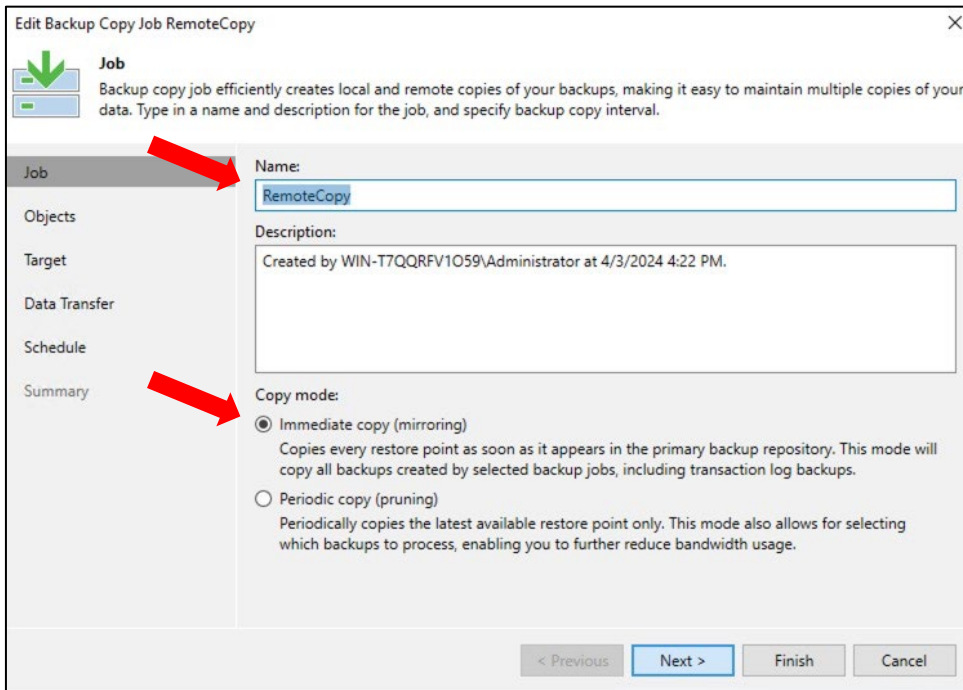 Edit Backup Copy Job RemoteCopy
Job
Backup copy job efficiently creates local and remote copies of your backups, making it easy to maintain multiple copies of your
data. Type in a name and description for the job, and specify backup copy interval.
Job
Objects
Target
Data Transfer
Schedule
Summary
Name:
RemoteCopy
Description:
Created by WIN-T7QQRFV1O59\Administrator at 4/3/2024 4:22 PM.
Copy mode:
Immediate copy (mirroring)
Copies every restore point as soon as it appears in the primary backup repository. This mode will
copy all backups created by selected backup jobs, including transaction log backups.
Periodic copy (pruning)
Periodically copies the latest available restore point only. This mode also allows for selecting
which backups to process, enabling you to further reduce bandwidth usage.
< Previous
Next >
Finish
Cancel